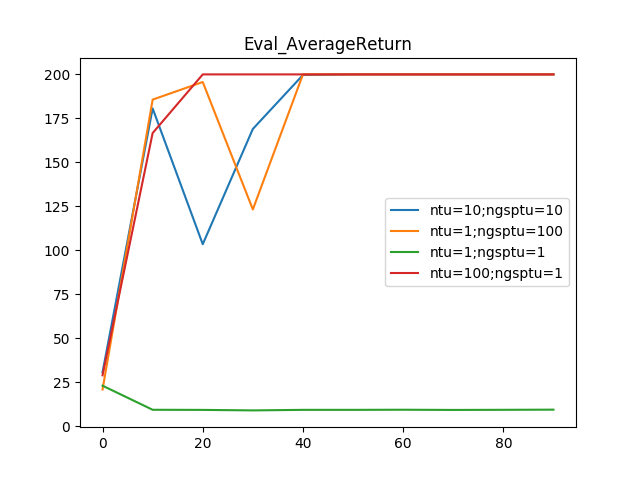 Eval_AverageReturn
200
175
150
125
100
75
50
25
0
ntu=10;ngsptu=10
ntu=1;ngsptu=100
ntu=1;ngsptu=1
ntu=100;ngsptu=1
0 20 40 60 80